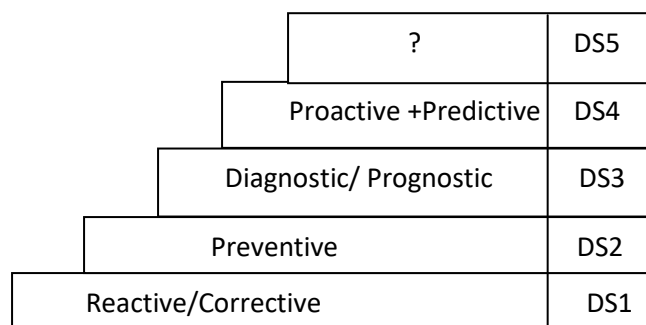 ? DS5
Proactive +Predictive DS4
Diagnostic/ Prognostic DS3
Preventive DS2
Reactive/Corrective DS1